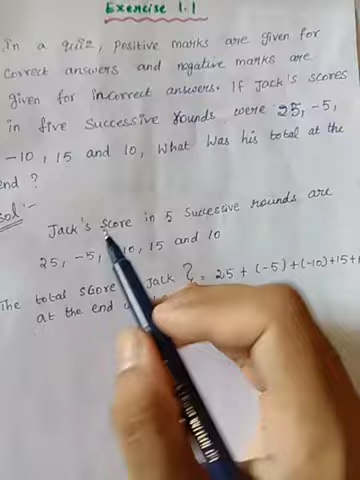 Exercise 1.1
In a quiz, positive marks are given for
correct answers and negative marks are
given for incorrect answers. If Jack's scores
in five successive rounds were 25, -5,
-10, 15 and 10, what was his total at the
end ?
sol :-
Jack's score in 5 successive rounds are
25, -5, 10, 15 and 10
The total score Jack } = 25 + (-5) + (-10) +15 +
at the end